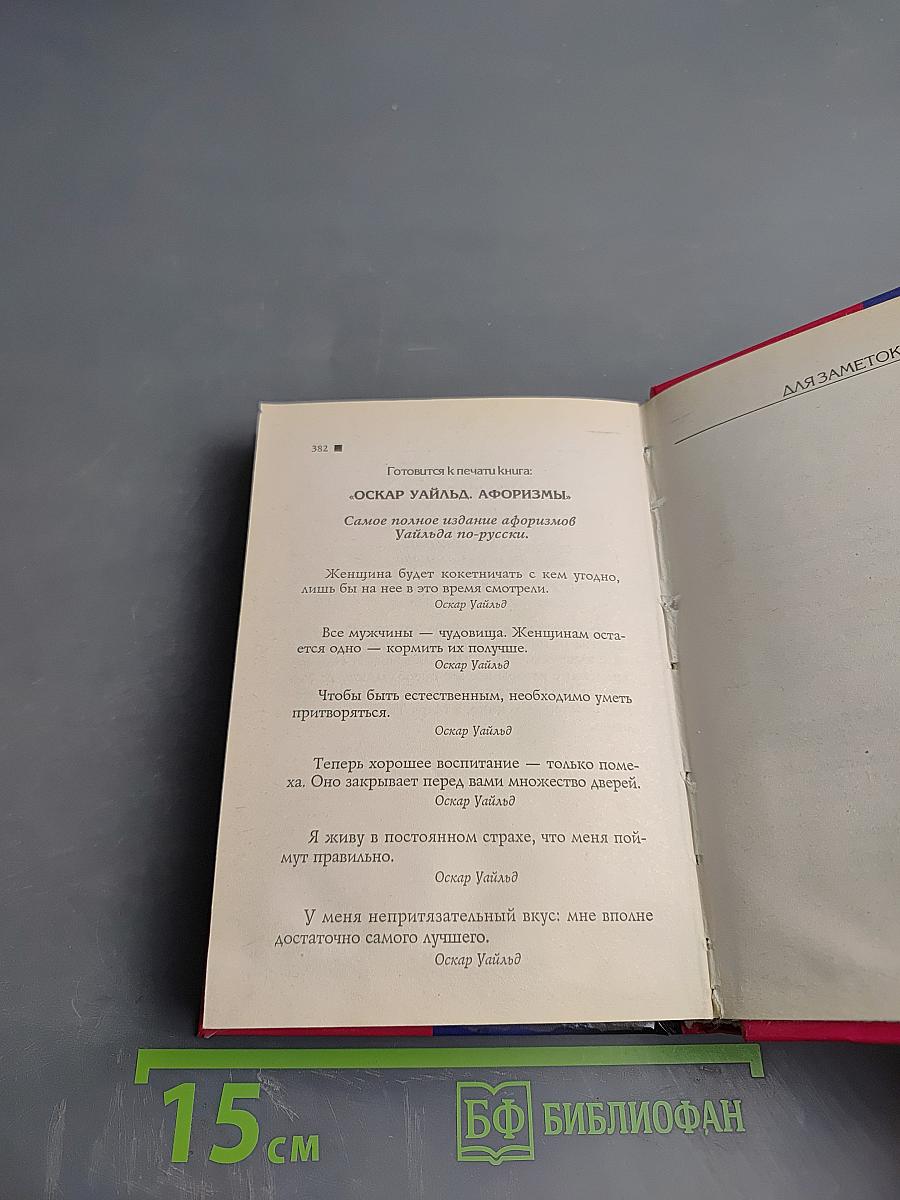 382 ■
Готовится к печати книга:
«ОСКАР УАЙЛЬД. АФОРИЗМЫ»
Самое полное издание афоризмов
Уайльда по-русски.
Женщина будет кокетничать с кем угодно,
лишь бы на нее в это время смотрели.
Оскар Уайльд
Все мужчины — чудовища. Женщинам оста-
ется одно — кормить их получше.
Оскар Уайльд
Чтобы быть естественным, необходимо уметь
притворяться.
Оскар Уайльд
Теперь хорошее воспитание — только поме-
ха. Оно закрывает перед вами множество дверей.
Оскар Уайльд
Я живу в постоянном страхе, что меня пой-
мут правильно.
Оскар Уайльд
У меня непритязательный вкус: мне вполне
достаточно самого лучшего.
Оскар Уайльд
ДЛЯ ЗАМЕТОК
15 см
БФ БИБЛИОФАН